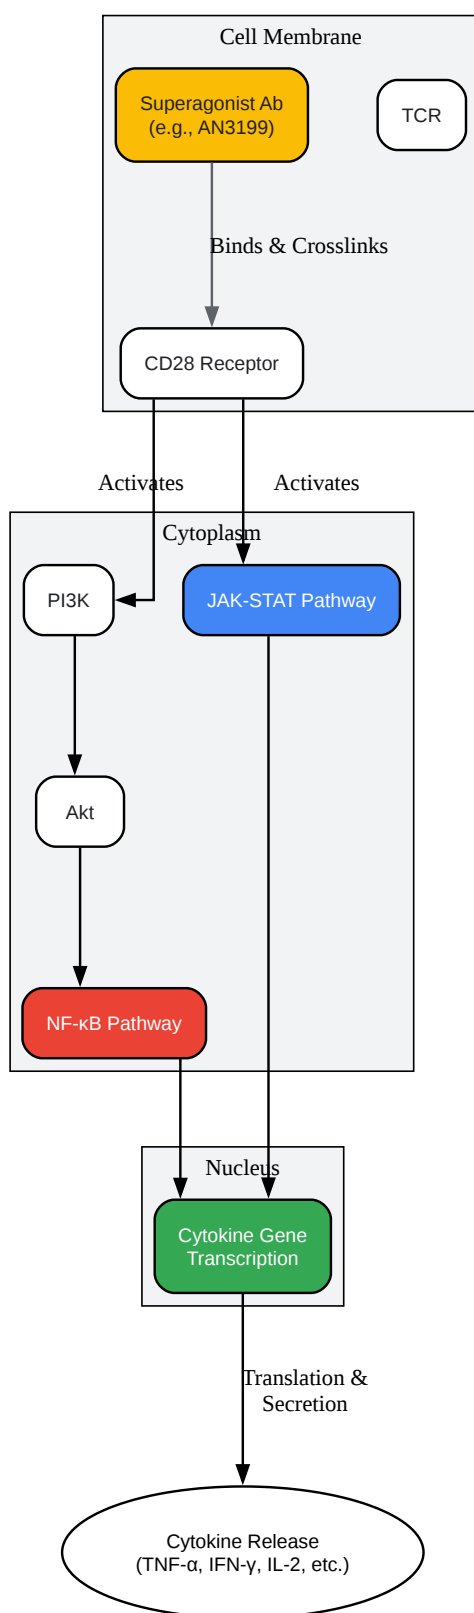 Cell Membrane
Superagonist Ab
(e.g., AN3199)
TCR
Binds & Crosslinks
CD28 Receptor
Activates
Activates
Cytoplasm
PI3K
JAK-STAT Pathway
Akt
NF-κB Pathway
Nucleus
Cytokine Gene
Transcription
Translation &
Secretion
Cytokine Release
(TNF-α, IFN-γ, IL-2, etc.)